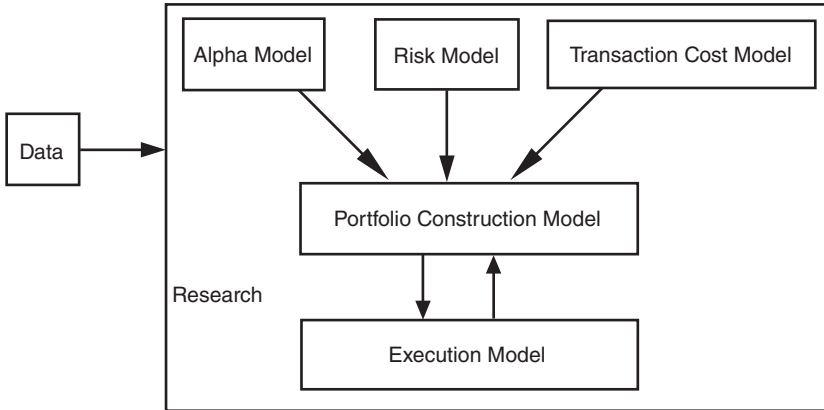 Alpha Model
Risk Model
Transaction Cost Model
Data
Portfolio Construction Model
Research
Execution Model